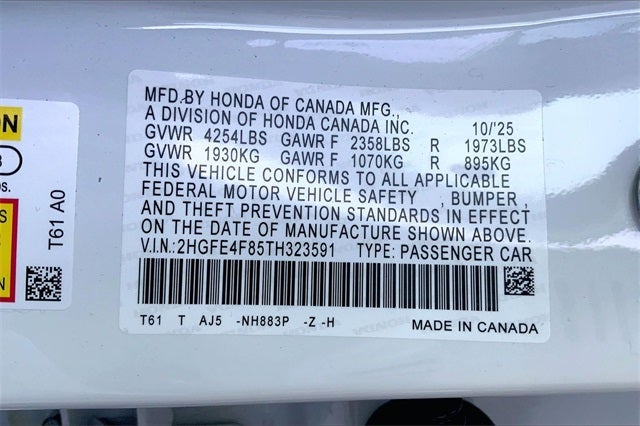 MFD.BY HONDA OF CANADA MFG.,
A DIVISION OF HONDA CANADA INC. 10/'25
GVWR 4254LBS GAWR F 2358LBS R 1973LBS
GVWR 1930KG GAWR F 1070KG R 895KG
THIS VEHICLE CONFORMS TO ALL APPLICABLE
FEDERAL MOTOR VEHICLE SAFETY , BUMPER ,
AND THEFT PREVENTION STANDARDS IN EFFECT
ON THE DATE OF MANUFACTURE SHOWN ABOVE.
V.I.N.:2HGFE4F85TH323591 TYPE: PASSENGER CAR
T61 T AJ5 -NH883P -Z -H MADE IN CANADA
T61 A0